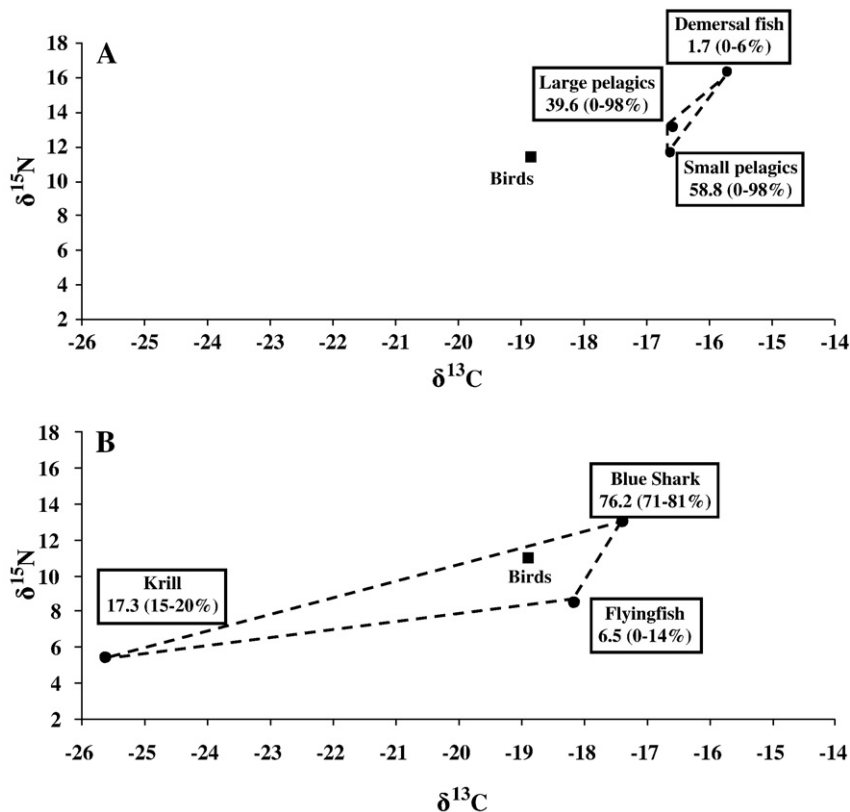 A
Demersal fish
1.7 (0-6%)
Large pelagics
39.6 (0-98%)
Small pelagics
58.8 (0-98%)
Birds
δ15N
18
16
14
12
10
8
6
4
2
-26 -25 -24 -23 -22 -21 -20 -19 -18 -17 -16 -15 -14
δ13C
B
Blue Shark
76.2 (71-81%)
Birds
Krill
17.3 (15-20%)
Flyingfish
6.5 (0-14%)
δ15N
18
16
14
12
10
8
6
4
2
-26 -25 -24 -23 -22 -21 -20 -19 -18 -17 -16 -15 -14
δ13C